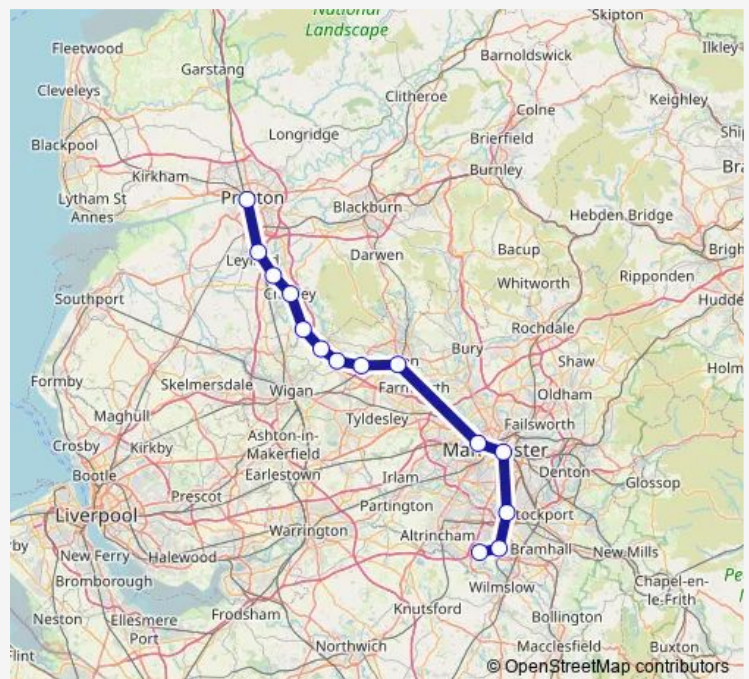 National
Landscape
Skipton
Fleetwood
Garstang
Barnoldswick
Ilkley
Cleveleys
Clitheroe
Keighley
Colne
Longridge
Brierfield
Blackpool
Burnley
Kirkham
Lytham St
Annes
Blackburn
Hebden Bridge
Darwen
Bacup
Ripponden
Southport
Whitworth
Rochdale
Bury
Shaw
Formby
Skelmersdale
Wigan
Oldham
Maghull
Tyldesley
Failsworth
Crosby
Kirkby
Ashton-in-
Makerfield
Denton
Bootle
Earlestown
Irlam
Glossop
Prescot
Partington
Liverpool
Warrington
Altrincham
New Ferry
Halewood
Bramhall
New Mills
Bromborough
Wilmslow
Chapel-en-
le-Frith
Neston
Ellesmere
Port
Frodsham
Knutsford
Bollington
Northwich
Macclesfield
Buxton
© OpenStreetMap contributors